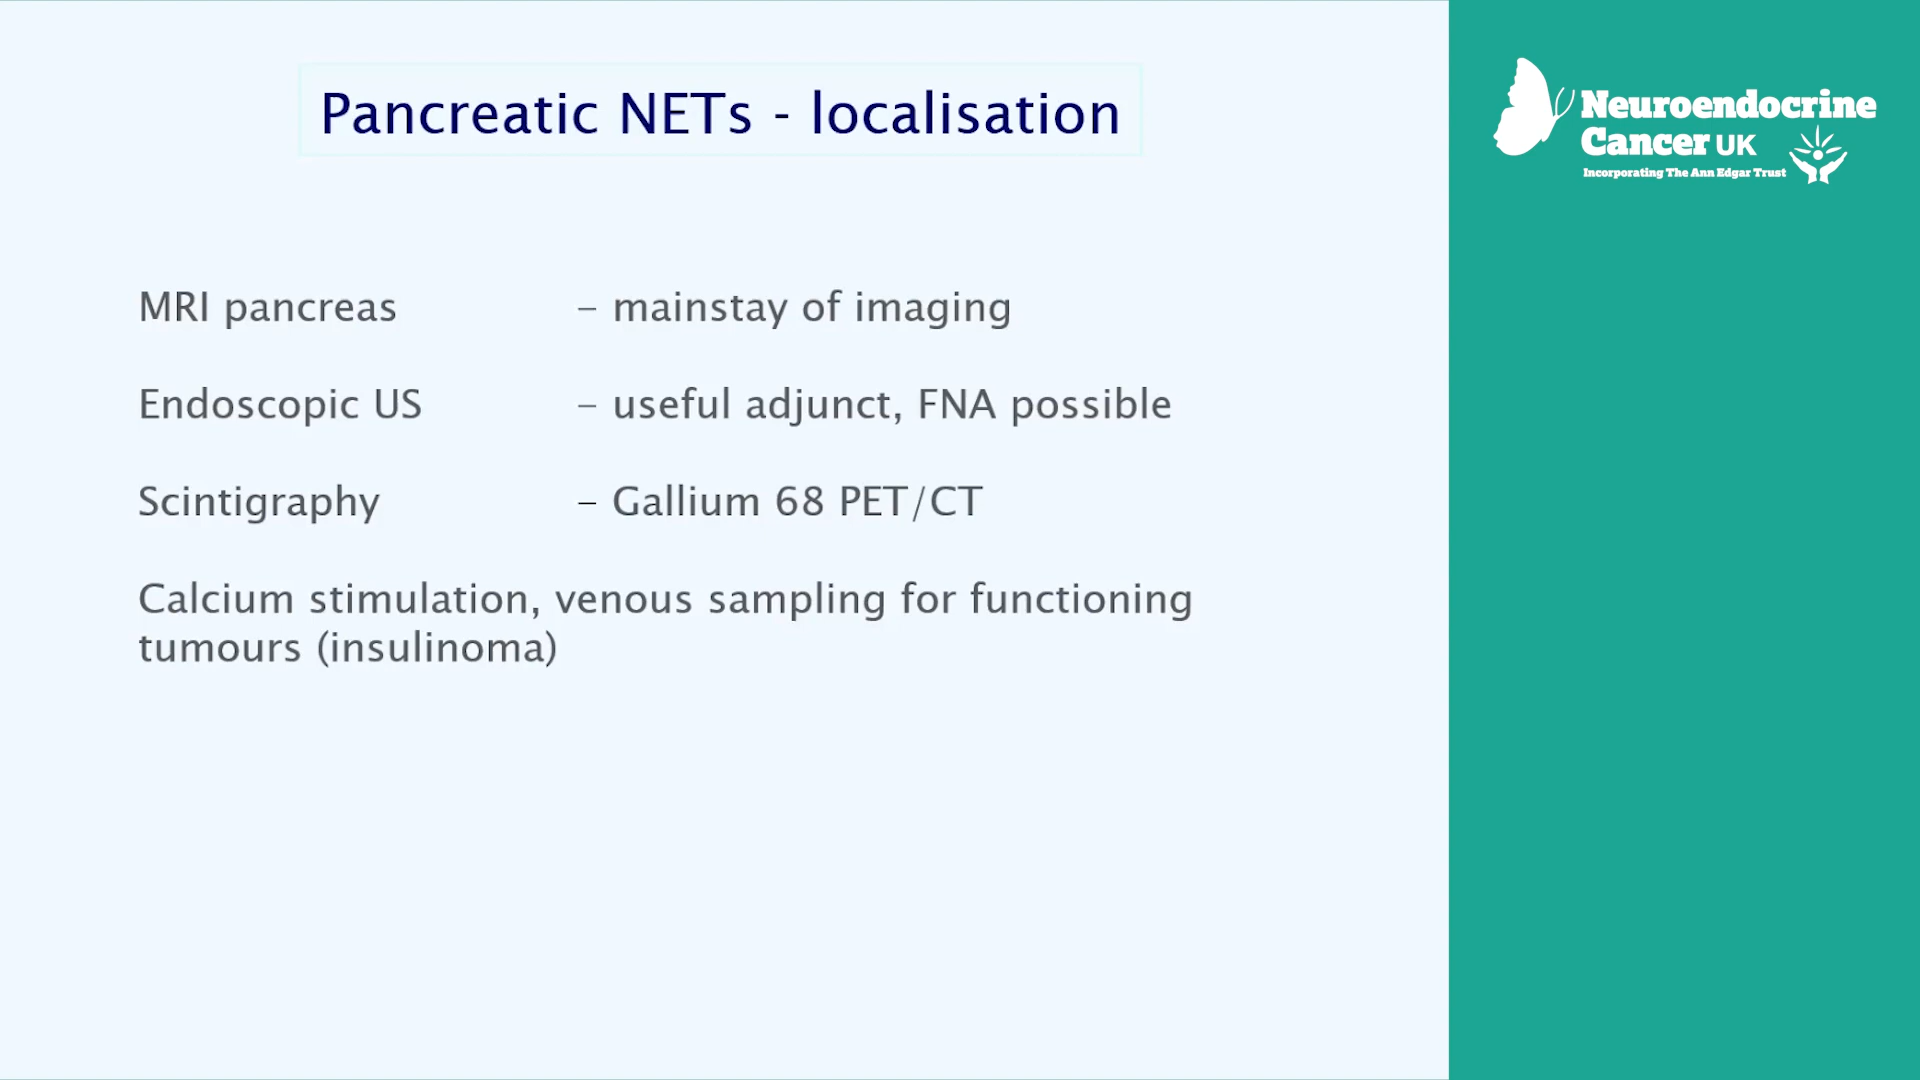 Pancreatic NETs - localisation
Neuroendocrine
Cancer UK
Incorporating The Ann Edgar Trust
MRI pancreas – mainstay of imaging
Endoscopic US – useful adjunct, FNA possible
Scintigraphy – Gallium 68 PET/CT
Calcium stimulation, venous sampling for functioning
tumours (insulinoma)